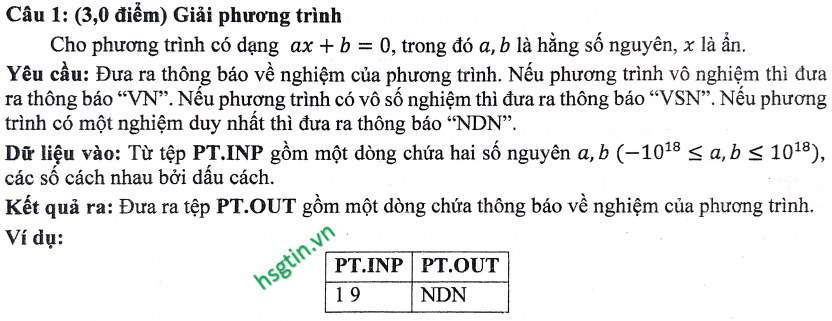 Câu 1: (3,0 điểm) Giải phương trình
Cho phương trình có dạng ax + b = 0, trong đó a, b là hằng số nguyên, x là ẩn.
Yêu cầu: Đưa ra thông báo về nghiệm của phương trình. Nếu phương trình vô nghiệm thì đưa
ra thông báo “VN”. Nếu phương trình có vô số nghiệm thì đưa ra thông báo “VSN”. Nếu phương
trình có một nghiệm duy nhất thì đưa ra thông báo “NDN”.
Dữ liệu vào: Từ tệp PT.INP gồm một dòng chứa hai số nguyên a, b (−10¹⁸ ≤ a, b ≤ 10¹⁸),
các số cách nhau bởi dấu cách.
Kết quả ra: Đưa ra tệp PT.OUT gồm một dòng chứa thông báo về nghiệm của phương trình.
Ví dụ:
hsgtin.vn
PT.INP PT.OUT
1 9 NDN